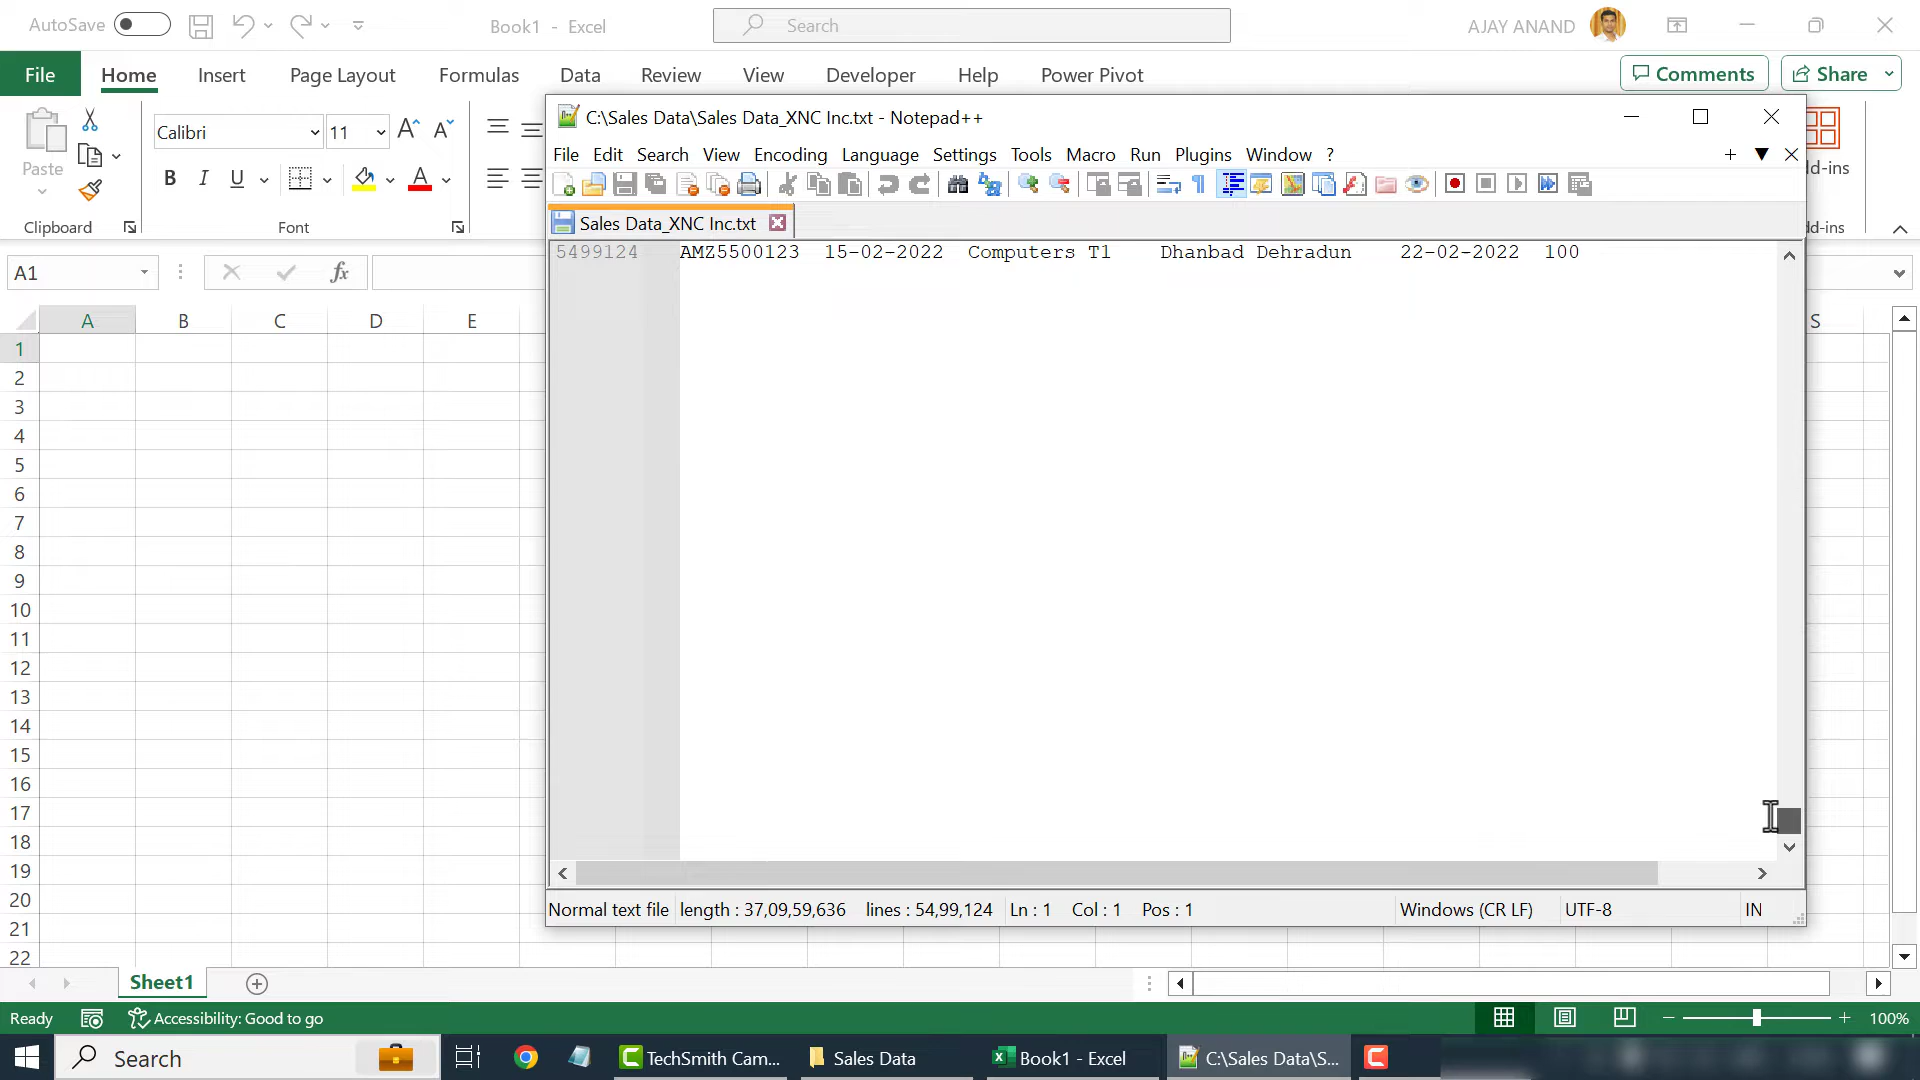 AutoSave Book1 - Excel Search AJAY ANAND
File Home Insert Page Layout Formulas Data Review View Developer Help Power Pivot Comments Share
Paste
Calibri 11
B I U A
Clipboard Font
A1 fx
A B C D E S
1
2
3
4
5
6
7
8
9
10
11
12
13
14
15
16
17
18
19
20
21
22
C:\Sales Data\Sales Data_XNC Inc.txt - Notepad++
File Edit Search View Encoding Language Settings Tools Macro Run Plugins Window ?
Sales Data_XNC Inc.txt
5499124 AMZ5500123 15-02-2022 Computers T1 Dhanbad Dehradun 22-02-2022 100
Normal text file length : 37,09,59,636 lines : 54,99,124 Ln : 1 Col : 1 Pos : 1 Windows (CR LF) UTF-8 IN
dd-ins
dd-ins
Sheet1
Ready Accessibility: Good to go 100%
Search TechSmith Cam... Sales Data Book1 - Excel C:\Sales Data\S...